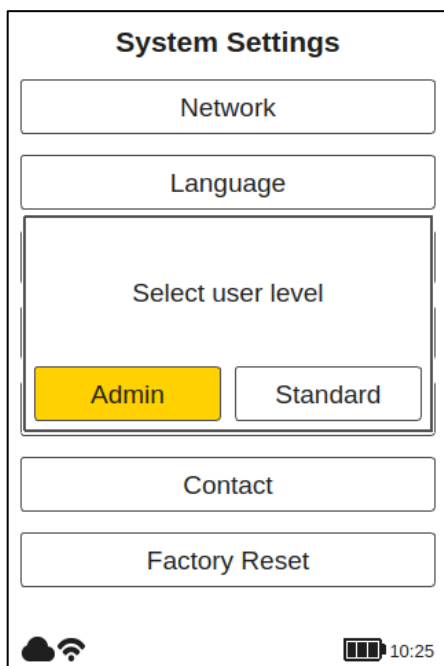 System Settings
Network
Language
Select user level
Admin Standard
Contact
Factory Reset
10:25